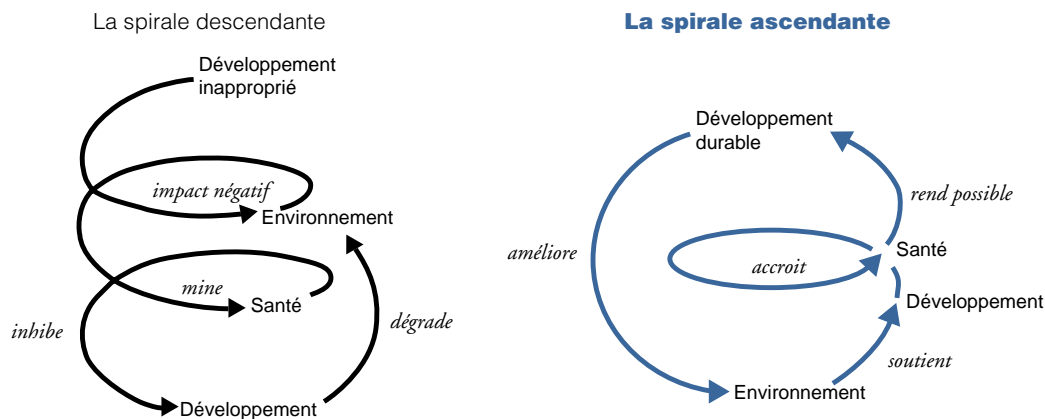 La spirale descendante
Développement
inapproprié
impact négatif
Environnement
mine
Santé
inhibe
dégrade
Développement
La spirale ascendante
Développement
durable
rend possible
améliore
accroit
Santé
Développement
soutient
Environnement